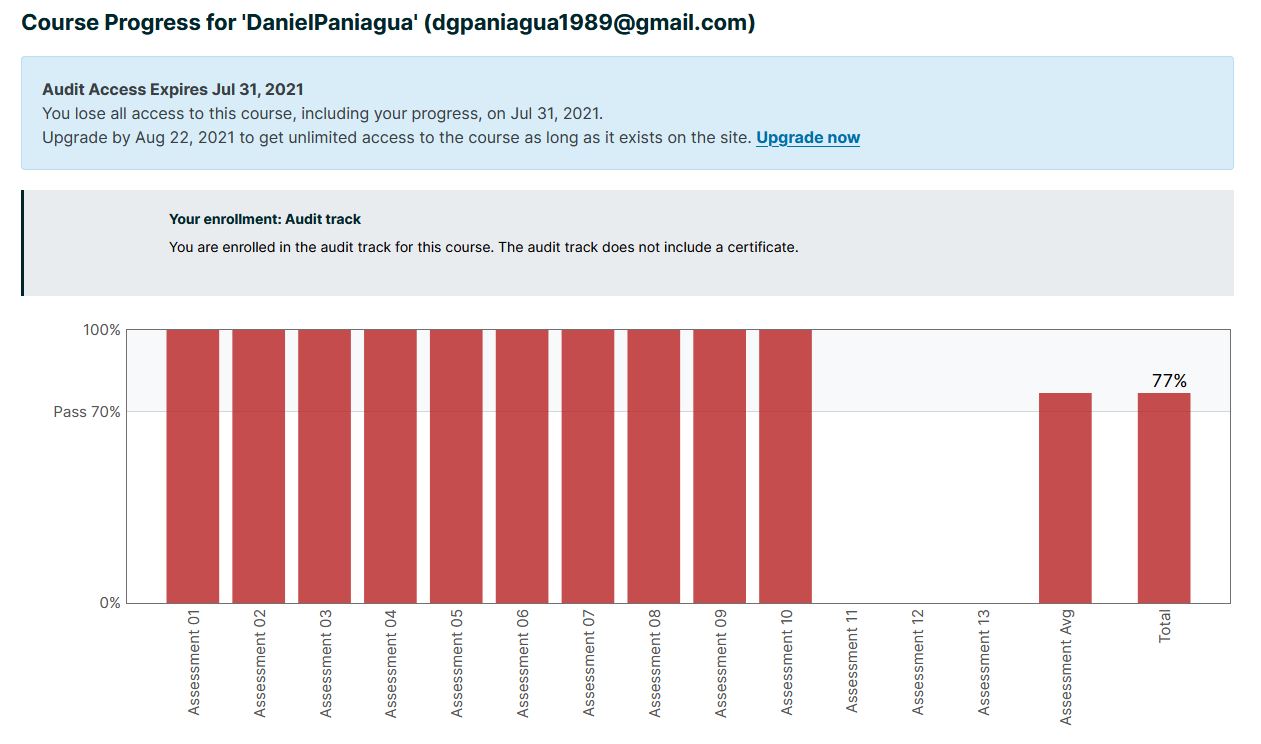 Course Progress for 'DanielPaniagua' (dgpaniagua1989@gmail.com)
Audit Access Expires Jul 31, 2021
You lose all access to this course, including your progress, on Jul 31, 2021.
Upgrade by Aug 22, 2021 to get unlimited access to the course as long as it exists on the site. Upgrade now
Your enrollment: Audit track
You are enrolled in the audit track for this course. The audit track does not include a certificate.
100%
77%
Pass 70%
0%
Assessment 01
Assessment 02
Assessment 03
Assessment 04
Assessment 05
Assessment 06
Assessment 07
Assessment 08
Assessment 09
Assessment 10
Assessment 11
Assessment 12
Assessment 13
Assessment Avg
Total